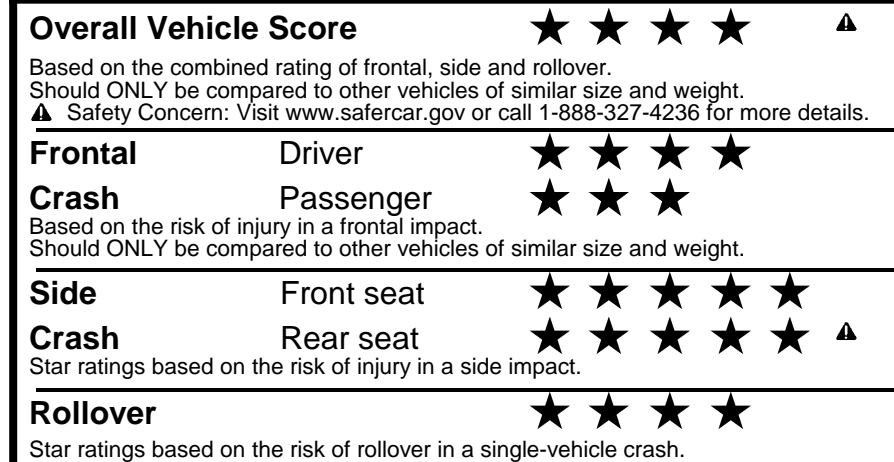 Overall Vehicle Score ★ ★ ★ ★ ⚠
Based on the combined rating of frontal, side and rollover.
Should ONLY be compared to other vehicles of similar size and weight.
⚠ Safety Concern: Visit www.safercar.gov or call 1-888-327-4236 for more details.
Frontal Driver ★ ★ ★ ★
Crash Passenger ★ ★ ★
Based on the risk of injury in a frontal impact.
Should ONLY be compared to other vehicles of similar size and weight.
Side Front seat ★ ★ ★ ★ ★
Crash Rear seat ★ ★ ★ ★ ★ ⚠
Star ratings based on the risk of injury in a side impact.
Rollover ★ ★ ★ ★
Star ratings based on the risk of rollover in a single-vehicle crash.